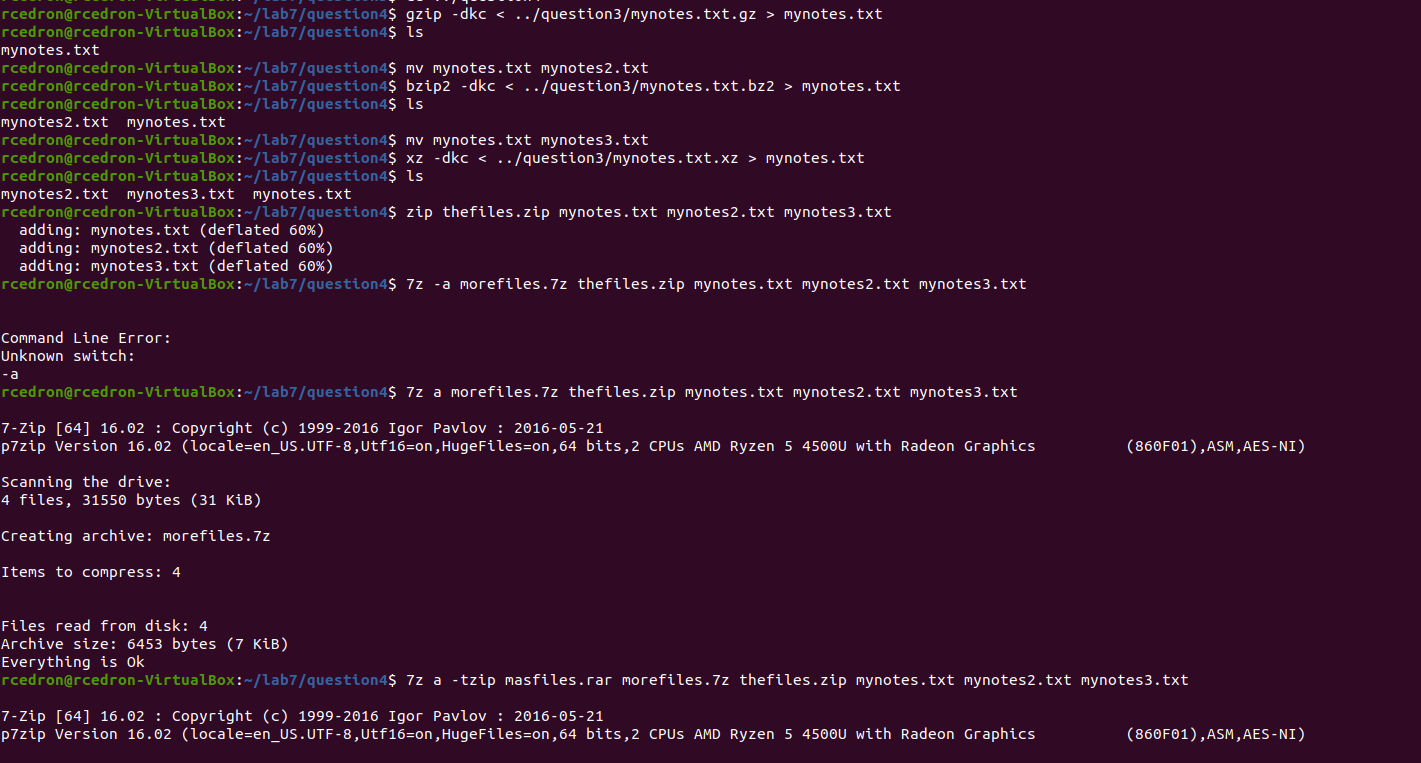 rcedron@rcedron-VirtualBox:~/lab7/question4$ gzip -dkc < ../question3/mynotes.txt.gz > mynotes.txt
rcedron@rcedron-VirtualBox:~/lab7/question4$ ls
mynotes.txt
rcedron@rcedron-VirtualBox:~/lab7/question4$ mv mynotes.txt mynotes2.txt
rcedron@rcedron-VirtualBox:~/lab7/question4$ bzip2 -dkc < ../question3/mynotes.txt.bz2 > mynotes.txt
rcedron@rcedron-VirtualBox:~/lab7/question4$ ls
mynotes2.txt  mynotes.txt
rcedron@rcedron-VirtualBox:~/lab7/question4$ mv mynotes.txt mynotes3.txt
rcedron@rcedron-VirtualBox:~/lab7/question4$ xz -dkc < ../question3/mynotes.txt.xz > mynotes.txt
rcedron@rcedron-VirtualBox:~/lab7/question4$ ls
mynotes2.txt  mynotes3.txt  mynotes.txt
rcedron@rcedron-VirtualBox:~/lab7/question4$ zip thefiles.zip mynotes.txt mynotes2.txt mynotes3.txt
  adding: mynotes.txt (deflated 60%)
  adding: mynotes2.txt (deflated 60%)
  adding: mynotes3.txt (deflated 60%)
rcedron@rcedron-VirtualBox:~/lab7/question4$ 7z -a morefiles.7z thefiles.zip mynotes.txt mynotes2.txt mynotes3.txt
Command Line Error:
Unknown switch:
-a
rcedron@rcedron-VirtualBox:~/lab7/question4$ 7z a morefiles.7z thefiles.zip mynotes.txt mynotes2.txt mynotes3.txt
7-Zip [64] 16.02 : Copyright (c) 1999-2016 Igor Pavlov : 2016-05-21
p7zip Version 16.02 (locale=en_US.UTF-8,Utf16=on,HugeFiles=on,64 bits,2 CPUs AMD Ryzen 5 4500U with Radeon Graphics          (860F01),ASM,AES-NI)
Scanning the drive:
4 files, 31550 bytes (31 KiB)
Creating archive: morefiles.7z
Items to compress: 4
Files read from disk: 4
Archive size: 6453 bytes (7 KiB)
Everything is Ok
rcedron@rcedron-VirtualBox:~/lab7/question4$ 7z a -tzip masfiles.rar morefiles.7z thefiles.zip mynotes.txt mynotes2.txt mynotes3.txt
7-Zip [64] 16.02 : Copyright (c) 1999-2016 Igor Pavlov : 2016-05-21
p7zip Version 16.02 (locale=en_US.UTF-8,Utf16=on,HugeFiles=on,64 bits,2 CPUs AMD Ryzen 5 4500U with Radeon Graphics          (860F01),ASM,AES-NI)